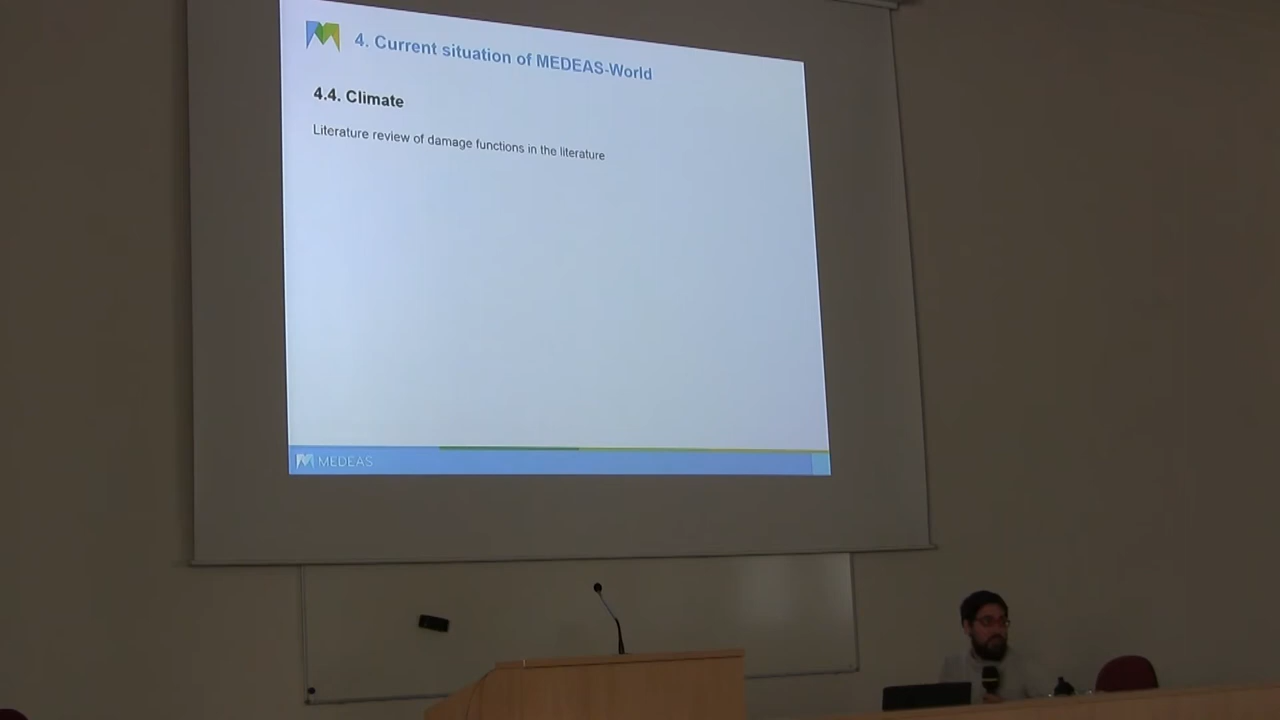 4. Current situation of MEDEAS-World
4.4. Climate
Literature review of damage functions in the literature
MEDEAS